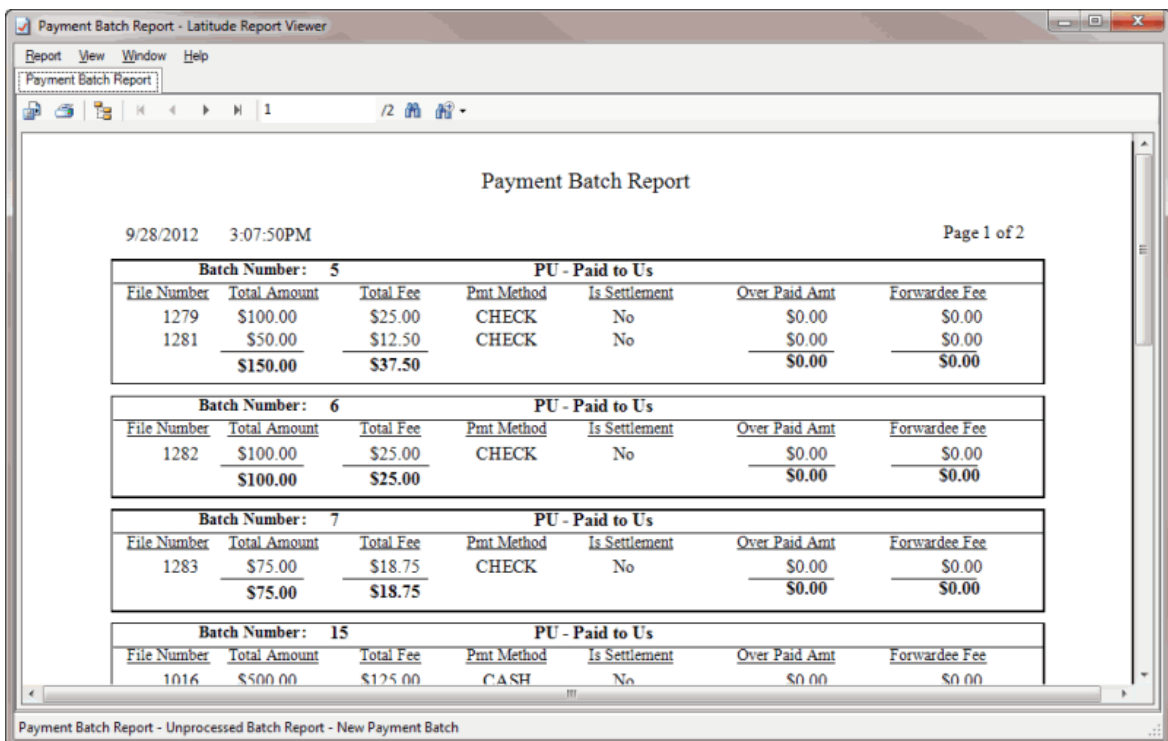 Payment Batch Report - Latitude Report Viewer
Report View Window Help
Payment Batch Report
1 /2
Payment Batch Report
9/28/2012 3:07:50PM Page 1 of 2
Batch Number: 5 PU - Paid to Us
File Number Total Amount Total Fee Pmt Method Is Settlement Over Paid Amt Forwardee Fee
1279 $100.00 $25.00 CHECK No $0.00 $0.00
1281 $50.00 $12.50 CHECK No $0.00 $0.00
$150.00 $37.50 $0.00 $0.00
Batch Number: 6 PU - Paid to Us
File Number Total Amount Total Fee Pmt Method Is Settlement Over Paid Amt Forwardee Fee
1282 $100.00 $25.00 CHECK No $0.00 $0.00
$100.00 $25.00 $0.00 $0.00
Batch Number: 7 PU - Paid to Us
File Number Total Amount Total Fee Pmt Method Is Settlement Over Paid Amt Forwardee Fee
1283 $75.00 $18.75 CHECK No $0.00 $0.00
$75.00 $18.75 $0.00 $0.00
Batch Number: 15 PU - Paid to Us
File Number Total Amount Total Fee Pmt Method Is Settlement Over Paid Amt Forwardee Fee
1016 $500.00 $125.00 CASH No $0.00 $0.00
Payment Batch Report - Unprocessed Batch Report - New Payment Batch